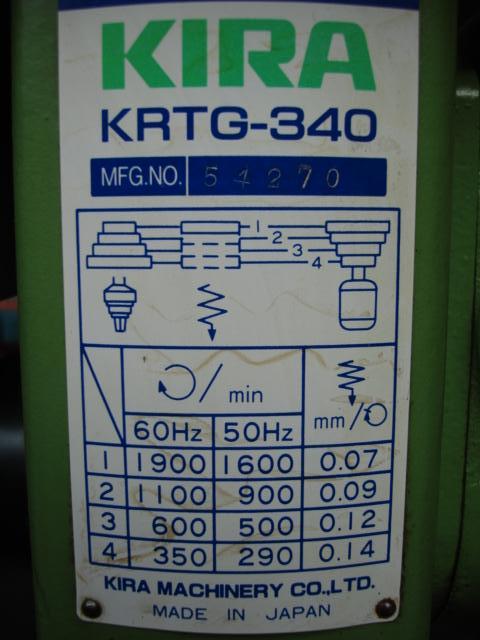 KIRA
KRTG-340
MFG.NO. 54270
1
2
3
4
/ min mm/
60Hz 50Hz
1 1900 1600 0.07
2 1100 900 0.09
3 600 500 0.12
4 350 290 0.14
KIRA MACHINERY CO.,LTD.
MADE IN JAPAN